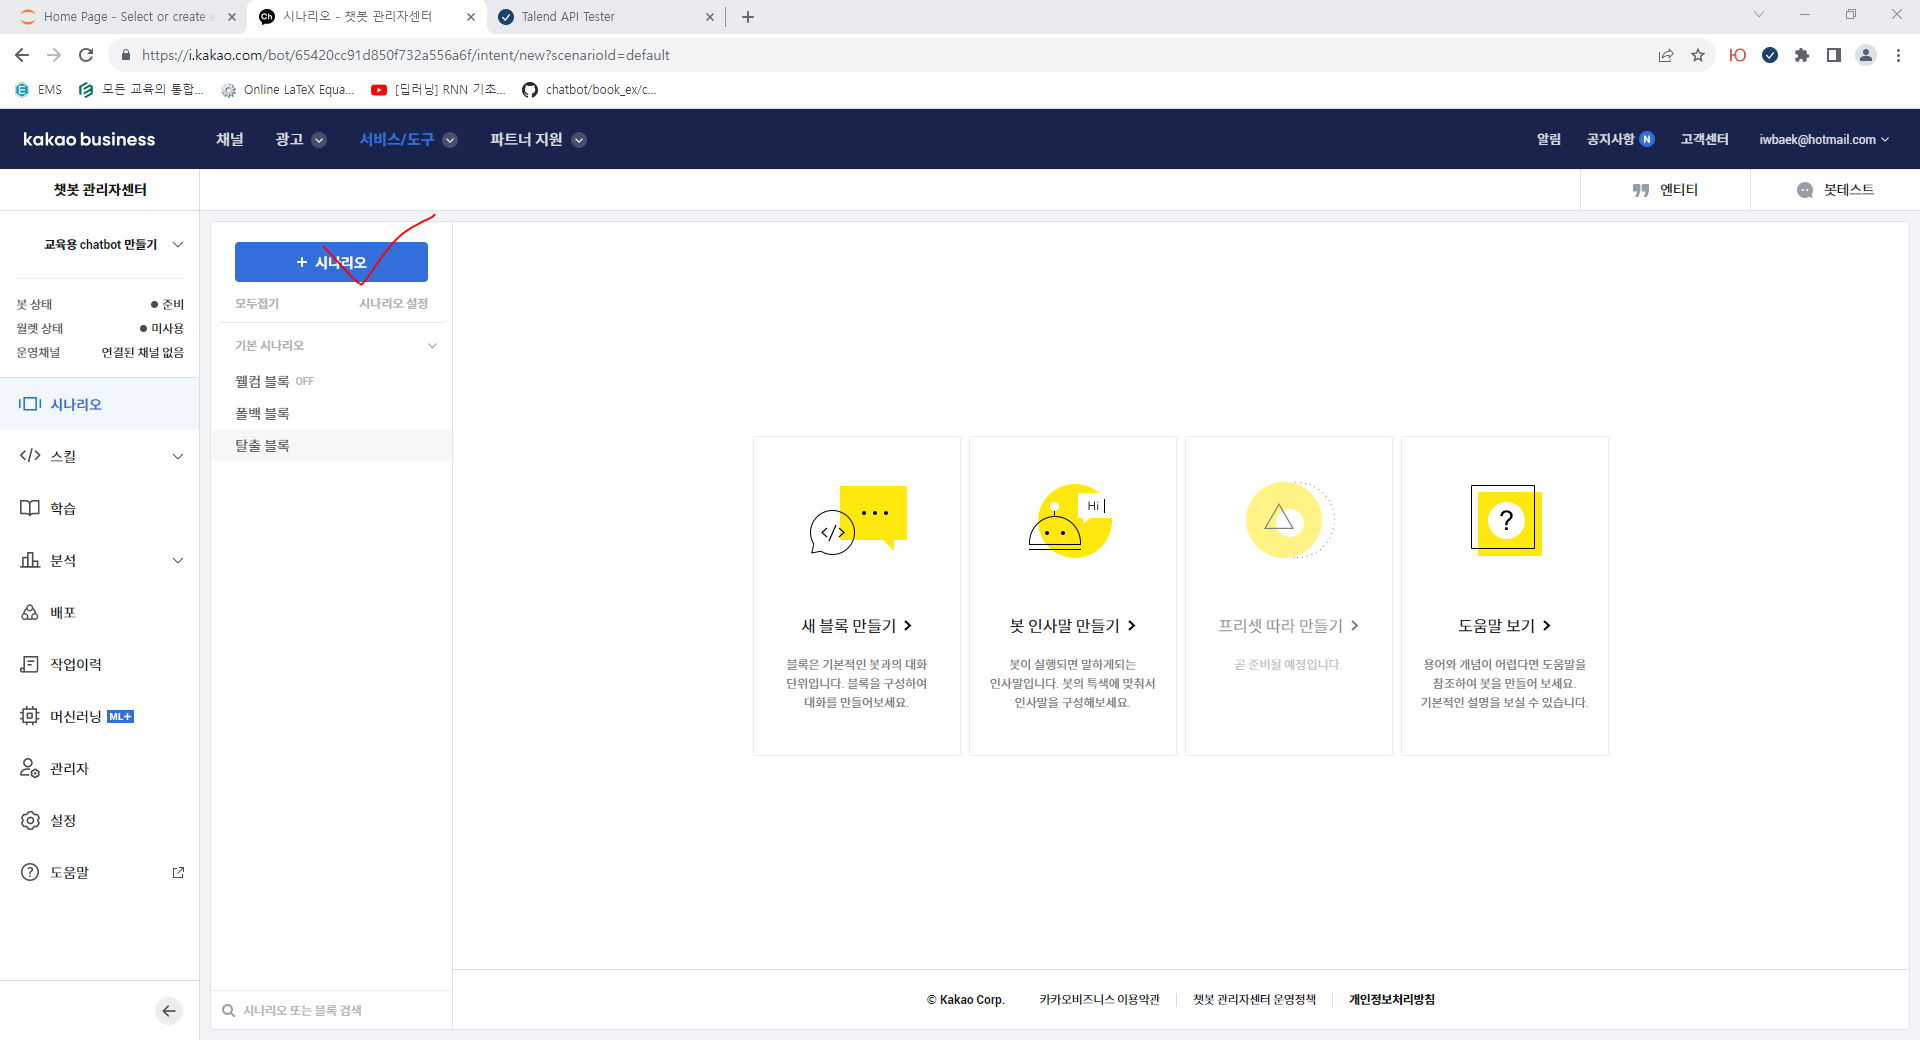 Home Page - Select or create a
시나리오 - 챗봇 관리자센터
Talend API Tester
https://i.kakao.com/bot/65420cc91d850f732a556a6f/intent/new?scenarioId=default
EMS
모든 교육의 통합...
Online LaTeX Equa...
[딥러닝] RNN 기초...
chatbot/book_ex/c...
kakao business
채널
광고
서비스/도구
파트너 지원
알림
공지사항 N
고객센터
iwbaek@hotmail.com
챗봇 관리자센터
엔티티
봇테스트
교육용 chatbot 만들기
봇 상태 준비
월렛 상태 미사용
운영채널 연결된 채널 없음
시나리오
스킬
학습
분석
배포
작업이력
머신러닝 ML+
관리자
설정
도움말
+ 시나리오
모두접기
시나리오 설정
기본 시나리오
웰컴 블록 OFF
폴백 블록
탈출 블록
시나리오 또는 블록 검색
</>
새 블록 만들기 >
블록은 기본적인 봇과의 대화
단위입니다. 블록을 구성하여
대화를 만들어보세요.
Hi
봇 인사말 만들기 >
봇이 실행되면 말하게되는
인사말입니다. 봇의 특색에 맞춰서
인사말을 구성해보세요.
프리셋 따라 만들기 >
곧 준비될 예정입니다.
?
도움말 보기 >
용어와 개념이 어렵다면 도움말을
참조하여 봇을 만들어 보세요.
기본적인 설명을 보실 수 있습니다.
© Kakao Corp.
카카오비즈니스 이용약관
챗봇 관리자센터 운영정책
개인정보처리방침